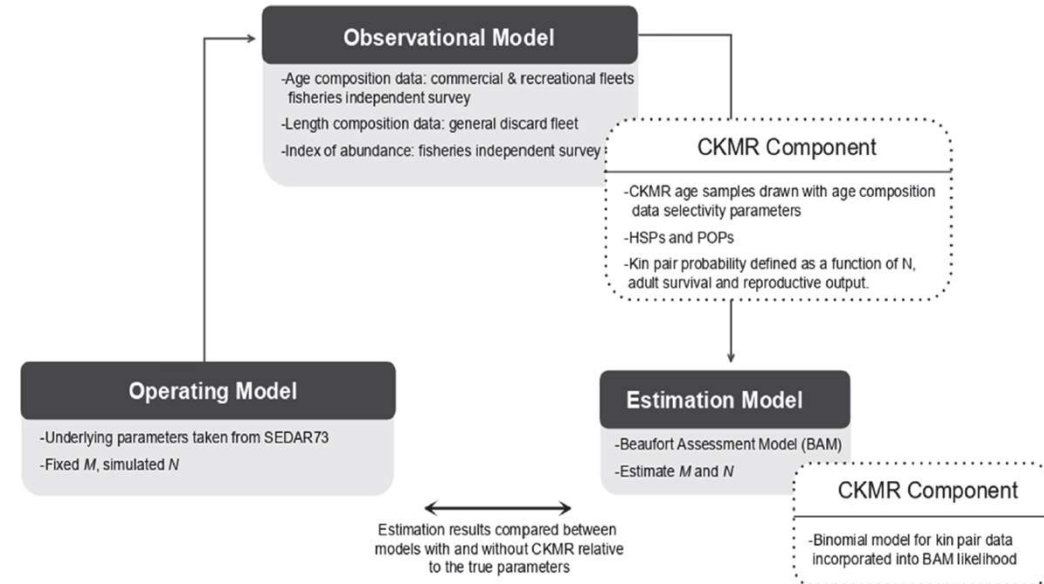 Observational Model
-Age composition data: commercial & recreational fleets
fisheries independent survey
-Length composition data: general discard fleet
-Index of abundance: fisheries independent survey
CKMR Component
-CKMR age samples drawn with age composition
data selectivity parameters
-HSPs and POPs
-Kin pair probability defined as a function of N,
adult survival and reproductive output.
Operating Model
-Underlying parameters taken from SEDAR73
-Fixed M, simulated N
Estimation Model
-Beaufort Assessment Model (BAM)
-Estimate M and N
CKMR Component
-Binomial model for kin pair data
incorporated into BAM likelihood
Estimation results compared between
models with and without CKMR relative
to the true parameters